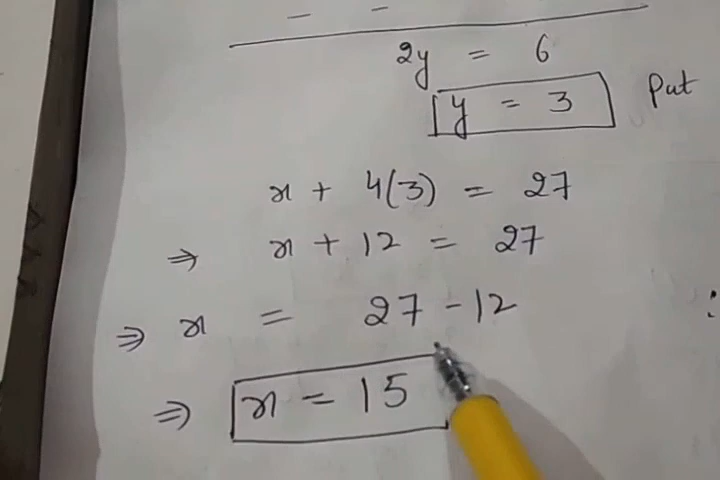 2y = 6
y = 3 Put
x + 4(3) = 27
⇒ x + 12 = 27
⇒ x = 27 - 12
⇒ x = 15